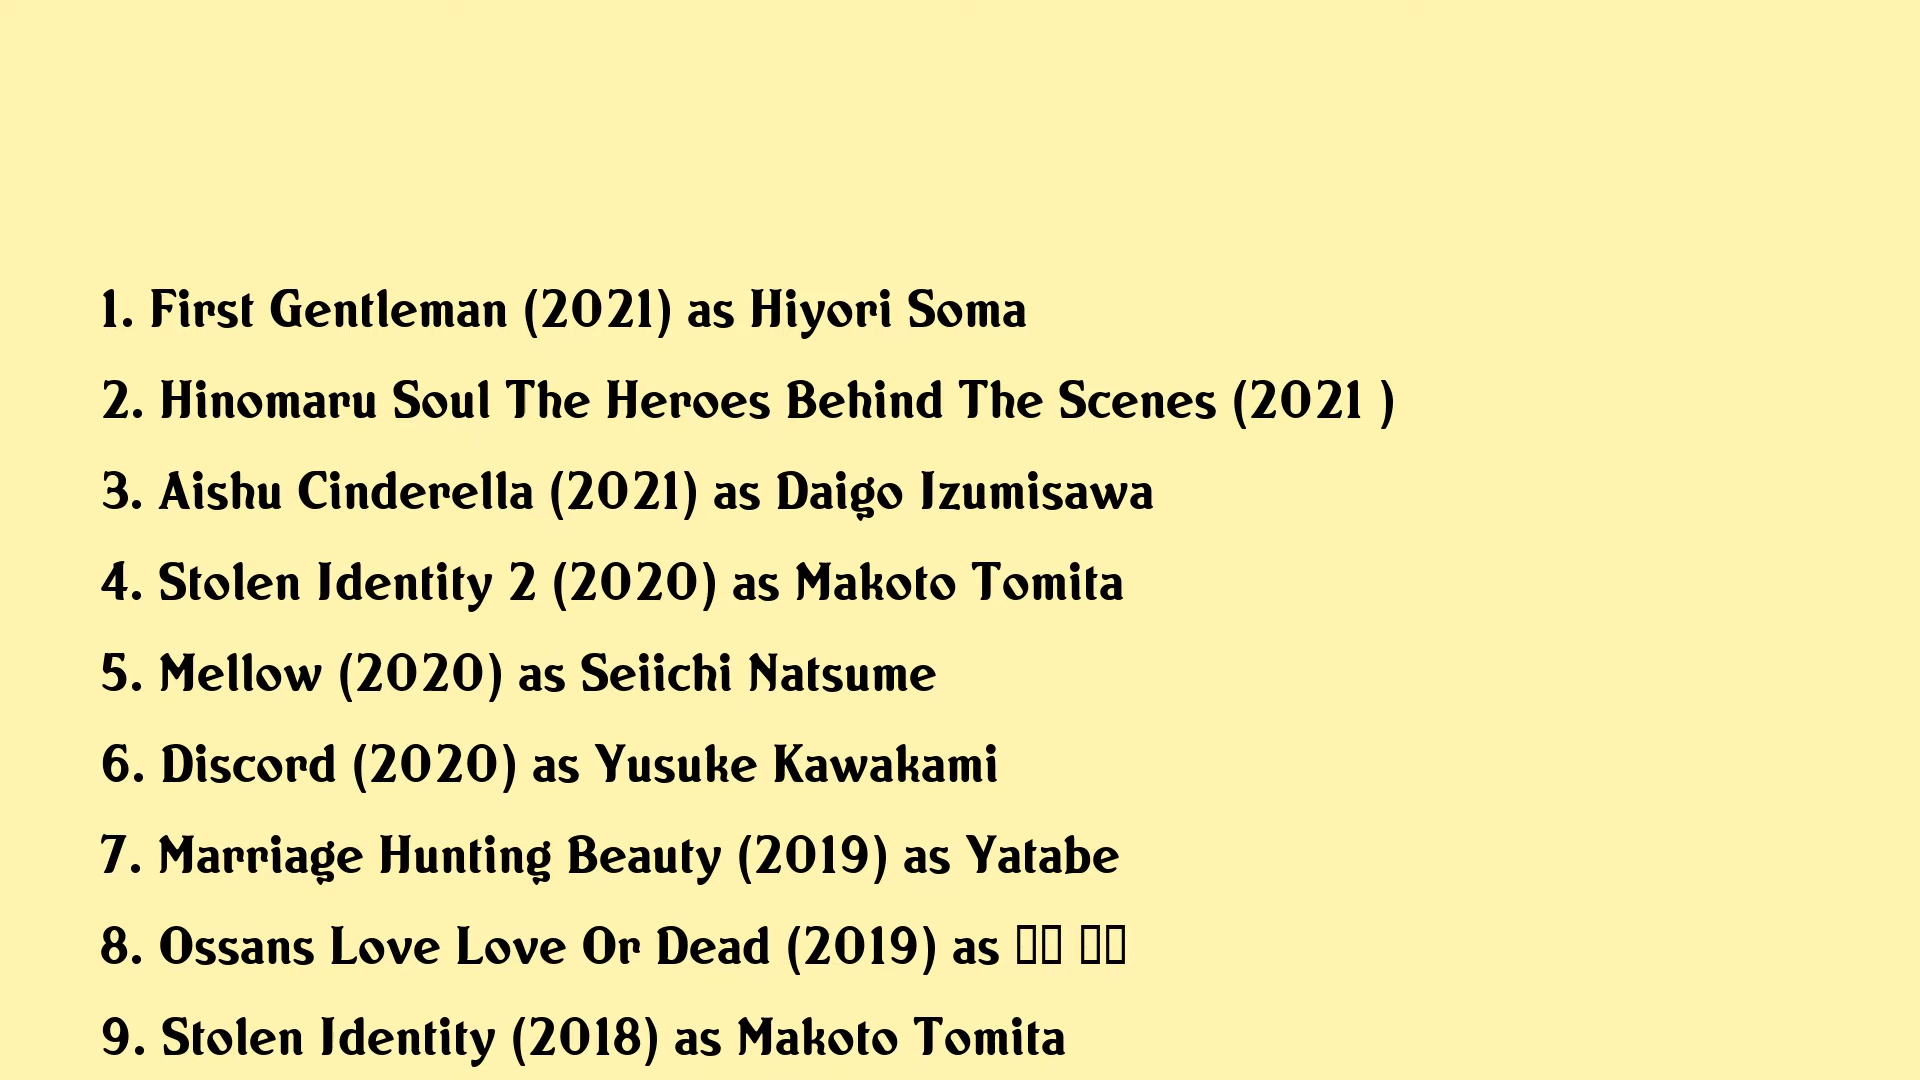 1. First Gentleman (2021) as Hiyori Soma
2. Hinomaru Soul The Heroes Behind The Scenes (2021 )
3. Aishu Cinderella (2021) as Daigo Izumisawa
4. Stolen Identity 2 (2020) as Makoto Tomita
5. Mellow (2020) as Seiichi Natsume
6. Discord (2020) as Yusuke Kawakami
7. Marriage Hunting Beauty (2019) as Yatabe
8. Ossans Love Love Or Dead (2019) as
9. Stolen Identity (2018) as Makoto Tomita